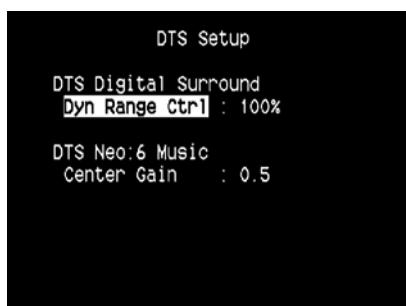 DTS Setup
DTS Digital Surround
Dyn Range Ctrl : 100%
DTS Neo:6 Music
Center Gain : 0.5